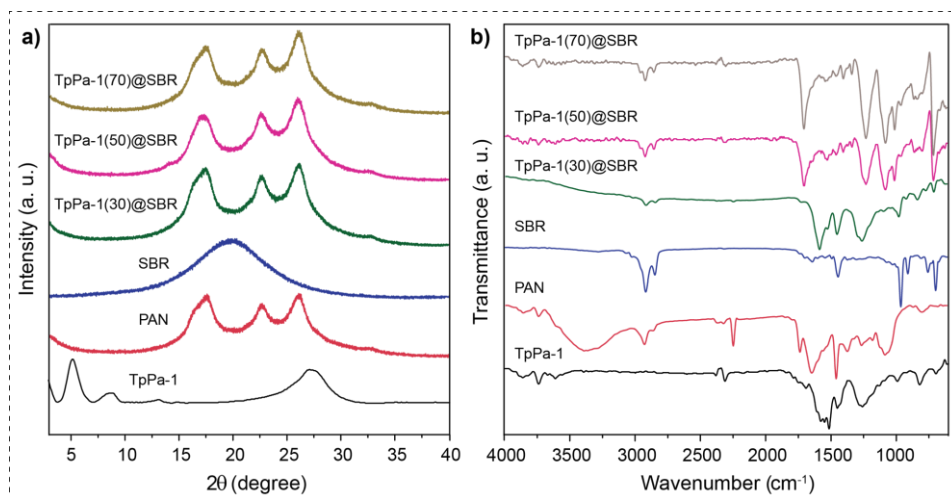 a)
TpPa-1(70)@SBR
TpPa-1(50)@SBR
TpPa-1(30)@SBR
SBR
PAN
TpPa-1
Intensity (a. u.)
5 10 15 20 25 30 35 40
2θ (degree)
b)
TpPa-1(70)@SBR
TpPa-1(50)@SBR
TpPa-1(30)@SBR
SBR
PAN
TpPa-1
Transmittance (a. u.)
4000 3500 3000 2500 2000 1500 1000
Wavenumber (cm⁻¹)